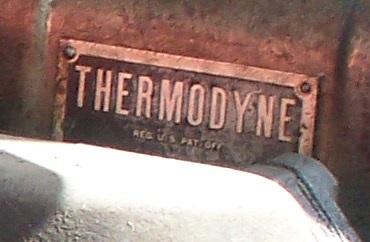 THERMODYNE
REG. U.S. PAT. OFF.